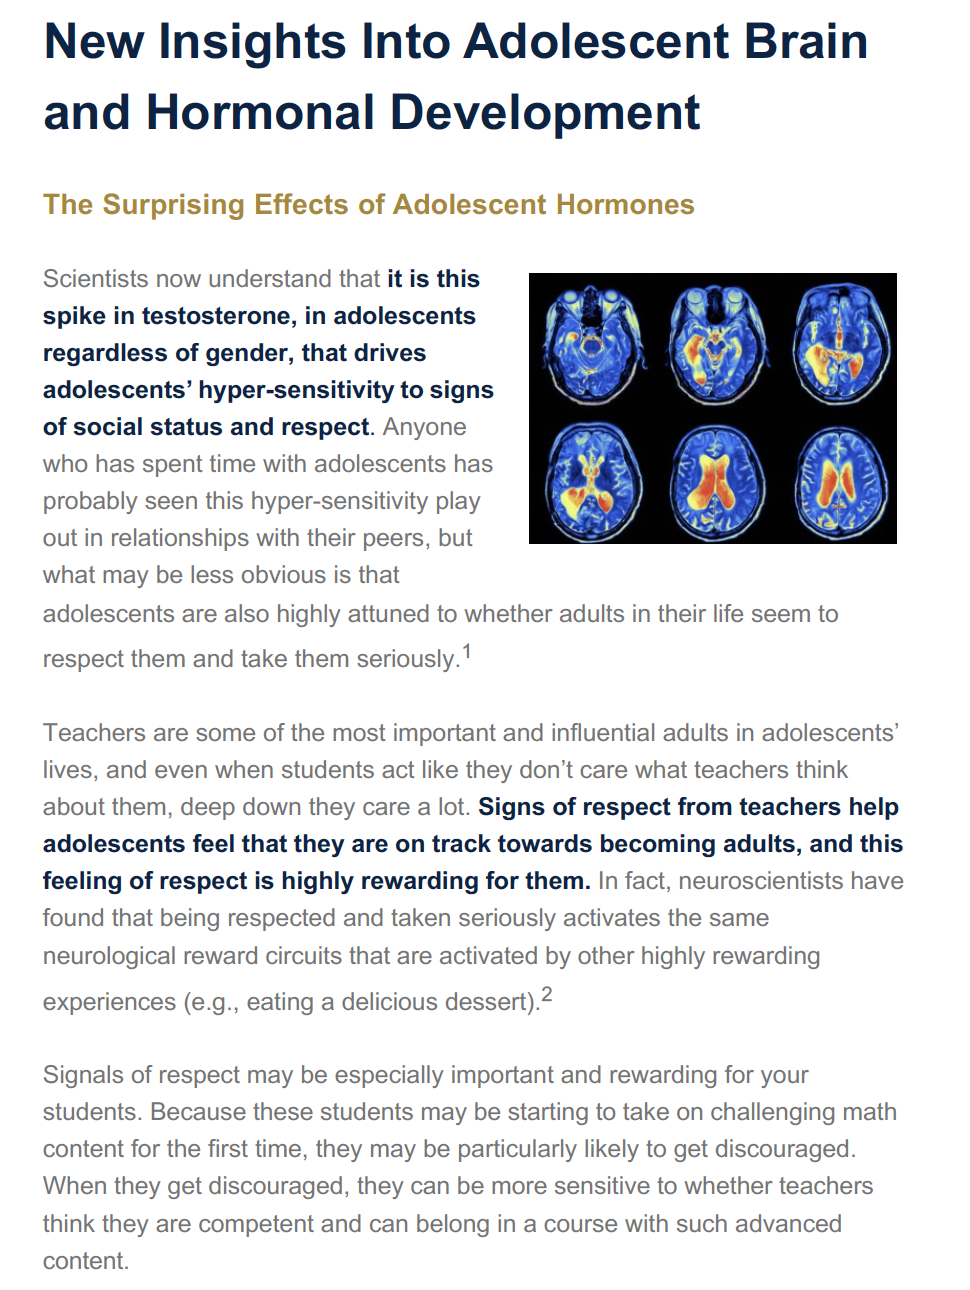 New Insights Into Adolescent Brain
and Hormonal Development
The Surprising Effects of Adolescent Hormones
Scientists now understand that it is this
spike in testosterone, in adolescents
regardless of gender, that drives
adolescents’ hyper-sensitivity to signs
of social status and respect. Anyone
who has spent time with adolescents has
probably seen this hyper-sensitivity play
out in relationships with their peers, but
what may be less obvious is that
adolescents are also highly attuned to whether adults in their life seem to
respect them and take them seriously.1
Teachers are some of the most important and influential adults in adolescents’
lives, and even when students act like they don’t care what teachers think
about them, deep down they care a lot. Signs of respect from teachers help
adolescents feel that they are on track towards becoming adults, and this
feeling of respect is highly rewarding for them. In fact, neuroscientists have
found that being respected and taken seriously activates the same
neurological reward circuits that are activated by other highly rewarding
experiences (e.g., eating a delicious dessert).2
Signals of respect may be especially important and rewarding for your
students. Because these students may be starting to take on challenging math
content for the first time, they may be particularly likely to get discouraged.
When they get discouraged, they can be more sensitive to whether teachers
think they are competent and can belong in a course with such advanced
content.